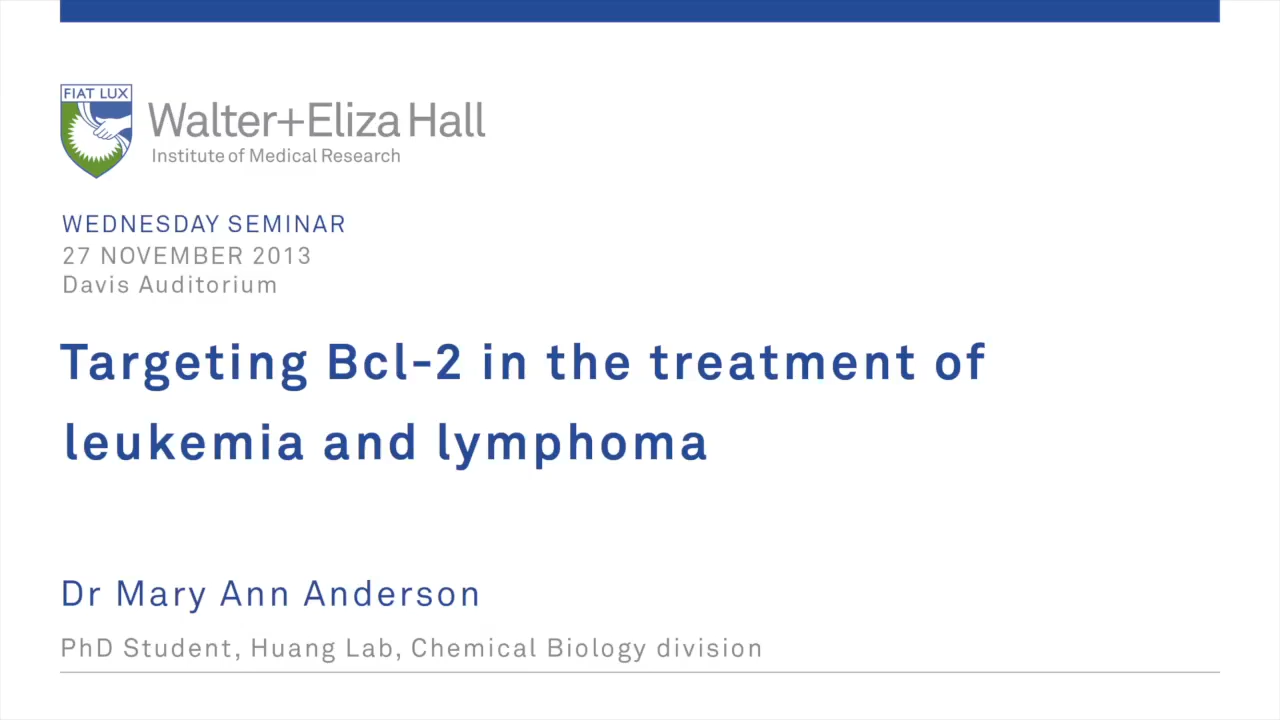 FIAT LUX
Walter+Eliza Hall
Institute of Medical Research
WEDNESDAY SEMINAR
27 NOVEMBER 2013
Davis Auditorium
Targeting Bcl-2 in the treatment of
leukemia and lymphoma
Dr Mary Ann Anderson
PhD Student, Huang Lab, Chemical Biology division